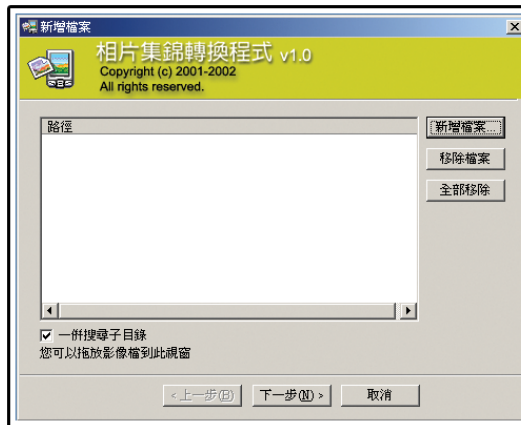 新增檔案
相片集錦轉換程式 v1.0
Copyright (c) 2001-2002
All rights reserved.
路徑
新增檔案...
移除檔案
全部移除
一併搜尋子目錄
您可以拖放影像檔到此視窗
<上一步(B)
下一步(N) >
取消